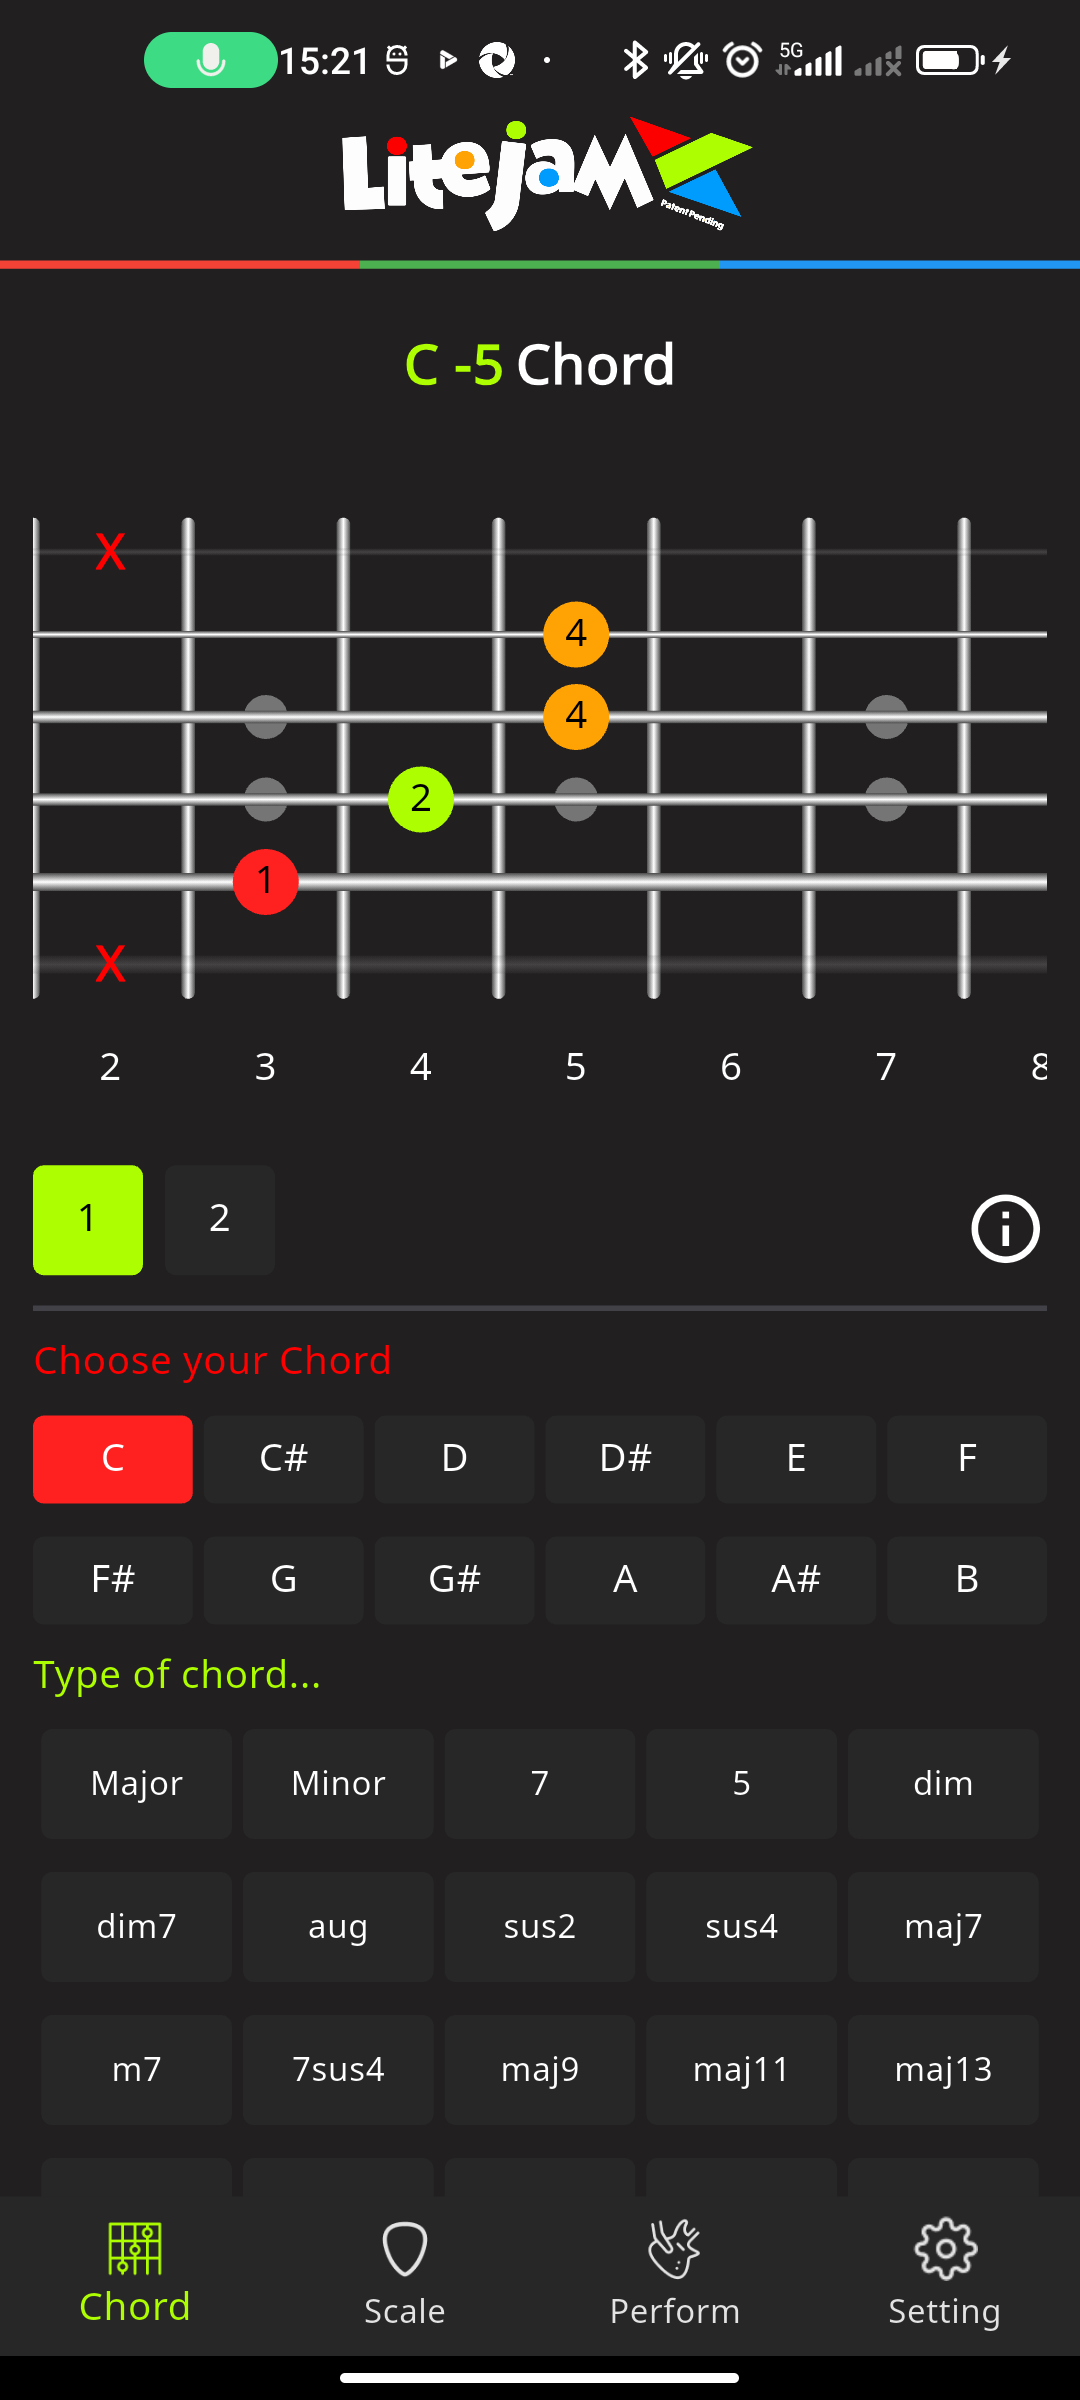 15:21
5G
LiteJam
Patent Pending
C -5 Chord
X
4
4
2
1
X
2 3 4 5 6 7 8
1 2
Choose your Chord
C C# D D# E F
F# G G# A A# B
Type of chord...
Major Minor 7 5 dim
dim7 aug sus2 sus4 maj7
m7 7sus4 maj9 maj11 maj13
Chord Scale Perform Setting